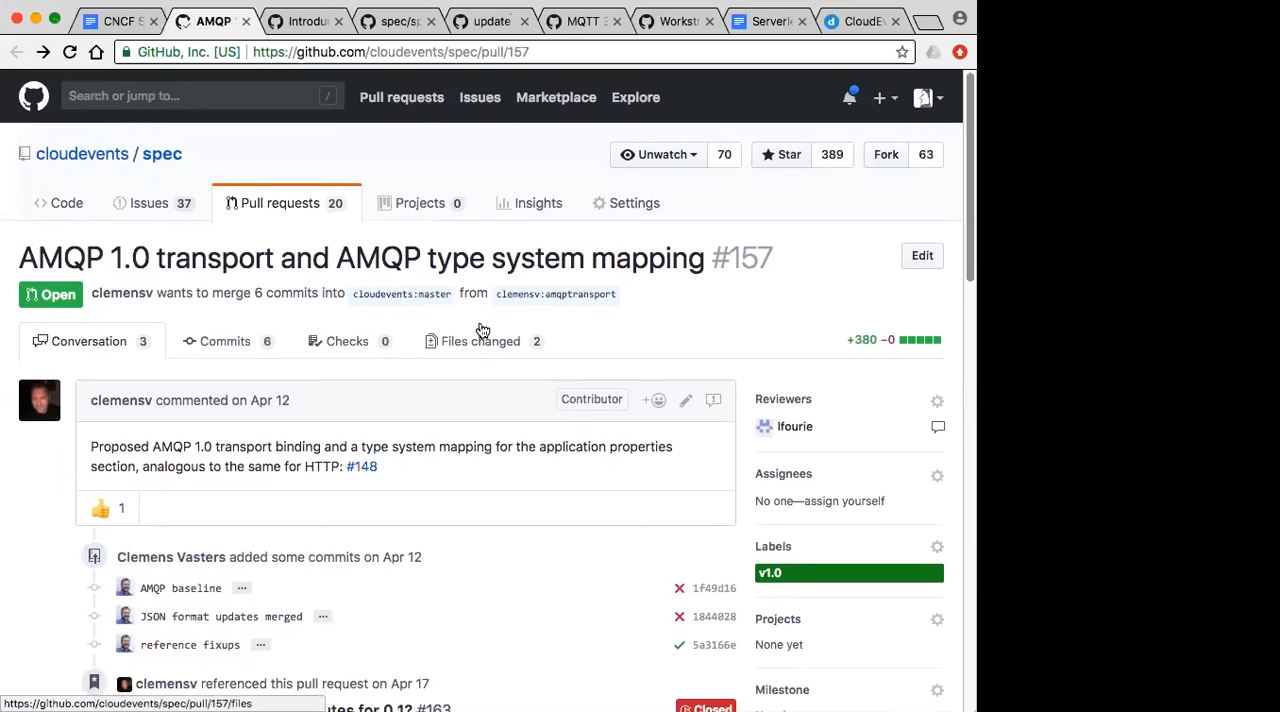 CNCF S
AMQP
Introdu
spec/sp
update
MQTT
Workst
Serverl
CloudEv
GitHub, Inc. [US]
https://github.com/cloudevents/spec/pull/157
Search or jump to...
/
Pull requests
Issues
Marketplace
Explore
cloudevents / spec
Unwatch 70
Star 389
Fork 63
<> Code
Issues 37
Pull requests 20
Projects 0
Insights
Settings
AMQP 1.0 transport and AMQP type system mapping #157
Edit
Open
clemensv wants to merge 6 commits into cloudevents:master from clemensv:amqptransport
Conversation 3
Commits 6
Checks 0
Files changed 2
+380 −0
clemensv commented on Apr 12
Contributor
Proposed AMQP 1.0 transport binding and a type system mapping for the application properties
section, analogous to the same for HTTP: #148
1
Clemens Vasters added some commits on Apr 12
AMQP baseline ... 1f49d16
JSON format updates merged ... 1844028
reference fixups ... 5a3166e
clemensv referenced this pull request on Apr 17
#163
Closed
Reviewers
lfourie
Assignees
No one—assign yourself
Labels
v1.0
Projects
None yet
Milestone
https://github.com/cloudevents/spec/pull/157/files